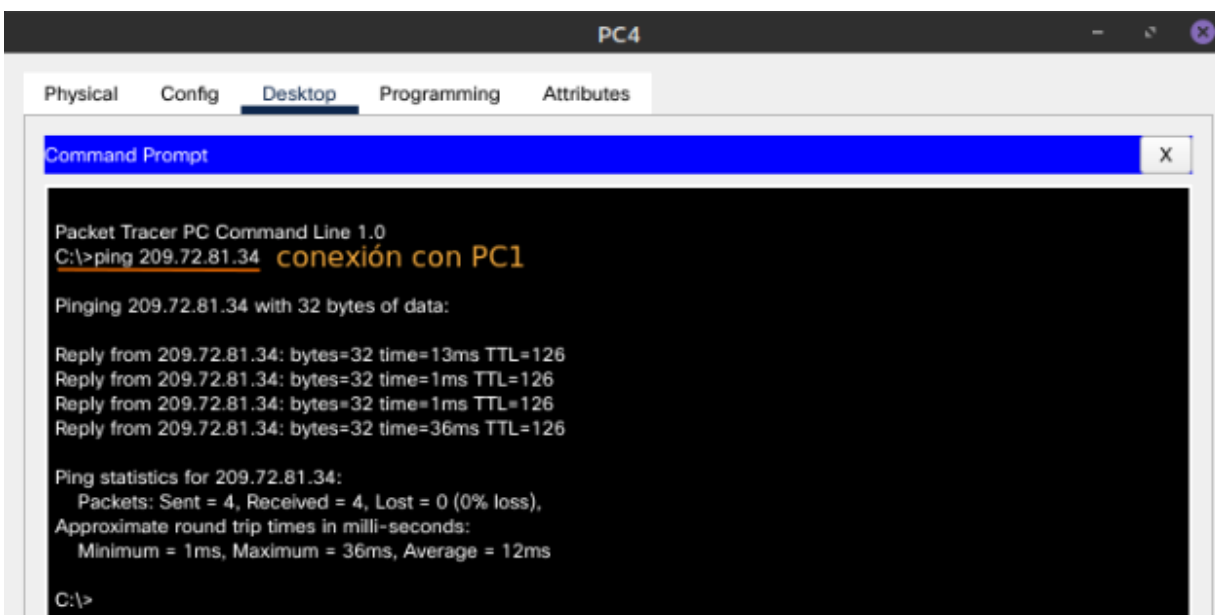 PC4
Physical Config Desktop Programming Attributes
Command Prompt X
Packet Tracer PC Command Line 1.0
C:\>ping 209.72.81.34 conexión con PC1
Pinging 209.72.81.34 with 32 bytes of data:
Reply from 209.72.81.34: bytes=32 time=13ms TTL=126
Reply from 209.72.81.34: bytes=32 time=1ms TTL=126
Reply from 209.72.81.34: bytes=32 time=1ms TTL=126
Reply from 209.72.81.34: bytes=32 time=36ms TTL=126
Ping statistics for 209.72.81.34:
Packets: Sent = 4, Received = 4, Lost = 0 (0% loss),
Approximate round trip times in milli-seconds:
Minimum = 1ms, Maximum = 36ms, Average = 12ms
C:\>